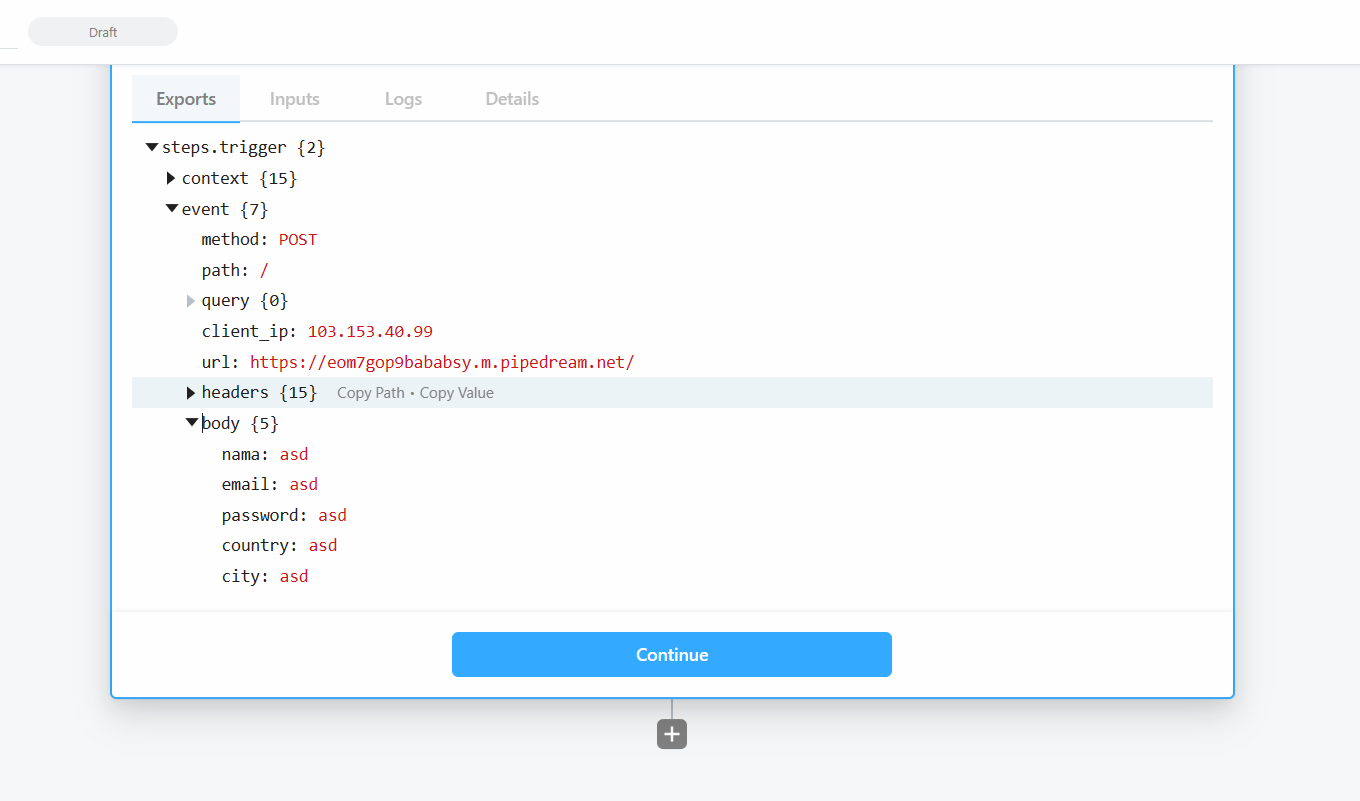 Draft
Exports Inputs Logs Details
steps.trigger {2}
context {15}
event {7}
method: POST
path: /
query {0}
client_ip: 103.153.40.99
url: https://eom7gop9bababsy.m.pipedream.net/
headers {15} Copy Path • Copy Value
body {5}
nama: asd
email: asd
password: asd
country: asd
city: asd
Continue